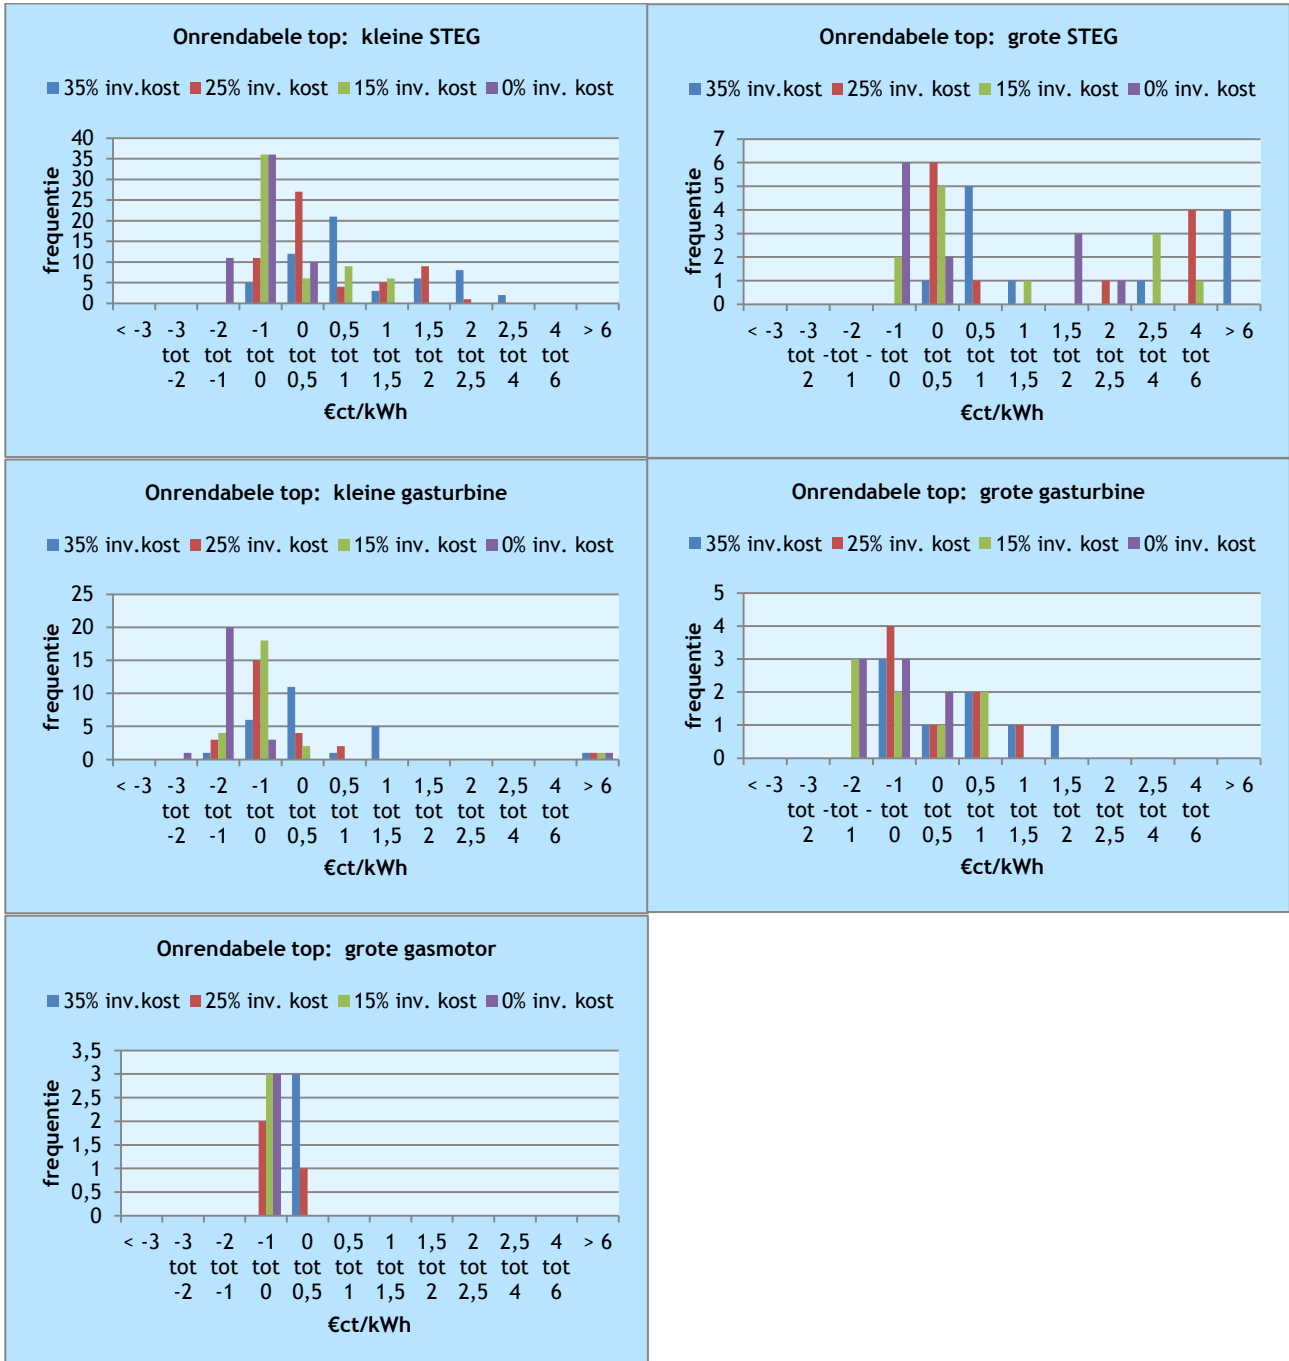 Onrendabele top: kleine STEG
35% inv.kost 25% inv. kost 15% inv. kost 0% inv. kost
40
35
30
25
20
15
10
5
0
frequentie
< -3 -3 -2 -1 0 0,5 1 1,5 2 2,5 4 > 6
tot tot tot tot tot tot tot tot tot tot
-2 -1 0 0,5 1 1,5 2 2,5 4 6
€ct/kWh
Onrendabele top: grote STEG
35% inv.kost 25% inv. kost 15% inv. kost 0% inv. kost
7
6
5
4
3
2
1
0
frequentie
< -3 -3 -2 -1 0 0,5 1 1,5 2 2,5 4 > 6
tot -tot - tot tot tot tot tot tot tot tot
2 1 0 0,5 1 1,5 2 2,5 4 6
€ct/kWh
Onrendabele top: kleine gasturbine
35% inv.kost 25% inv. kost 15% inv. kost 0% inv. kost
25
20
15
10
5
0
frequentie
< -3 -3 -2 -1 0 0,5 1 1,5 2 2,5 4 > 6
tot tot tot tot tot tot tot tot tot tot
-2 -1 0 0,5 1 1,5 2 2,5 4 6
€ct/kWh
Onrendabele top: grote gasturbine
35% inv.kost 25% inv. kost 15% inv. kost 0% inv. kost
5
4
3
2
1
0
frequentie
< -3 -3 -2 -1 0 0,5 1 1,5 2 2,5 4 > 6
tot -tot - tot tot tot tot tot tot tot tot
2 1 0 0,5 1 1,5 2 2,5 4 6
€ct/kWh
Onrendabele top: grote gasmotor
35% inv.kost 25% inv. kost 15% inv. kost 0% inv. kost
3,5
3
2,5
2
1,5
1
0,5
0
frequentie
< -3 -3 -2 -1 0 0,5 1 1,5 2 2,5 4 > 6
tot tot tot tot tot tot tot tot tot tot
-2 -1 0 0,5 1 1,5 2 2,5 4 6
€ct/kWh